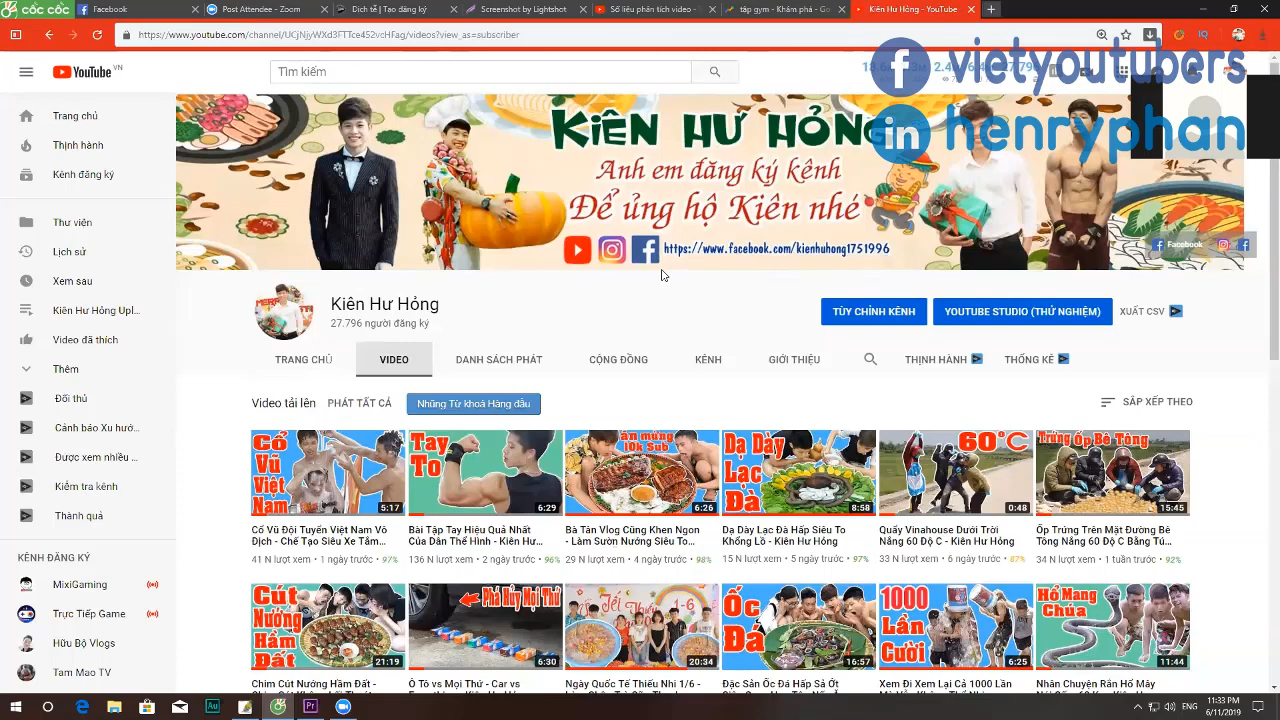 cốc cốc
Facebook
Post Attendee - Zoom
Dịch tễ | Tạo đăng ký
Screenshot by Lightshot
Số liệu phân tích video -
tập gym - Khám phá - Go
Kiên Hư Hỏng - YouTube
https://www.youtube.com/channel/UCjNjyWXd3FTTce452vcHFag/videos?view_as=subscriber
vietyoutubers
YouTube VN
Tìm kiếm
henryphan
Trang chủ
Thịnh hành
Kênh đăng ký
Thư viện
Lịch sử
Xem sau
Kiên Hư Hỏng Upl...
Video đã thích
Thêm
Đối thủ
Cảnh báo Xu hướ...
Được xem nhiều ...
Kiểm tra kênh
Thành quả
KÊNH ĐĂNG KÝ
MixiGaming
Trực Tiếp Game
Hậu Bộ Vlogs
Tam Mao TV
KIÊN HƯ HỎNG
Anh em đăng ký kênh
Để ủng hộ Kiên nhé
https://www.facebook.com/kienhuhong1751996
Facebook
Kiên Hư Hỏng
27.796 người đăng ký
TÙY CHỈNH KÊNH
YOUTUBE STUDIO (THỬ NGHIỆM)
XUẤT CSV
TRANG CHỦ
VIDEO
DANH SÁCH PHÁT
CỘNG ĐỒNG
KÊNH
GIỚI THIỆU
THỊNH HÀNH
THỐNG KÊ
Video tải lên
PHÁT TẤT CẢ
Những Từ khoá Hàng đầu
SẮP XẾP THEO
Cổ Vũ Việt Nam
5:17
Tay To
6:29
ăn mừng 10k Sub
6:26
Dạ Dày Lạc Đà
8:58
60°C
0:48
Trứng Ốp Bê Tông
15:45
Cổ Vũ Đội Tuyển Việt Nam Vô
Địch - Chế Tạo Siêu Xe Tắm...
41 N lượt xem • 1 ngày trước • 97%
Bài Tập Tay Hiệu Quả Nhất
Của Dân Thể Hình - Kiên Hư...
136 N lượt xem • 2 ngày trước • 96%
Bà Tân Vlog Cũng Khen Ngon
- Làm Sườn Nướng Siêu To...
29 N lượt xem • 4 ngày trước • 98%
Dạ Dày Lạc Đà Hấp Siêu To
Khổng Lồ - Kiên Hư Hỏng
15 N lượt xem • 5 ngày trước • 97%
Quẩy Vinahouse Dưới Trời
Nắng 60 Độ C - Kiên Hư Hỏng
33 N lượt xem • 6 ngày trước • 87%
Ốp Trứng Trên Mặt Đường Bê
Tông Nắng 60 Độ C Bằng Tủ...
34 N lượt xem • 1 tuần trước • 92%
Cút Nướng Hầm Đất
21:19
Phá Hủy Mọi Thứ
6:30
Tết Thiếu 1-6
20:34
Ốc Đá
16:57
1000 Lần Cười
6:25
Hổ Mang Chúa
11:44
Chim Cút Nướng Hầm Đất -
Ô Tô vs Mọi Thứ - Car vs
Ngày Quốc Tế Thiếu Nhi 1/6 -
Đặc Sản Ốc Đá Hấp Sả Ớt
Xem Đi Xem Lại Cả 1000 Lần
Nhân Chuyện Rắn Hổ Mây
11:33 PM
6/11/2019